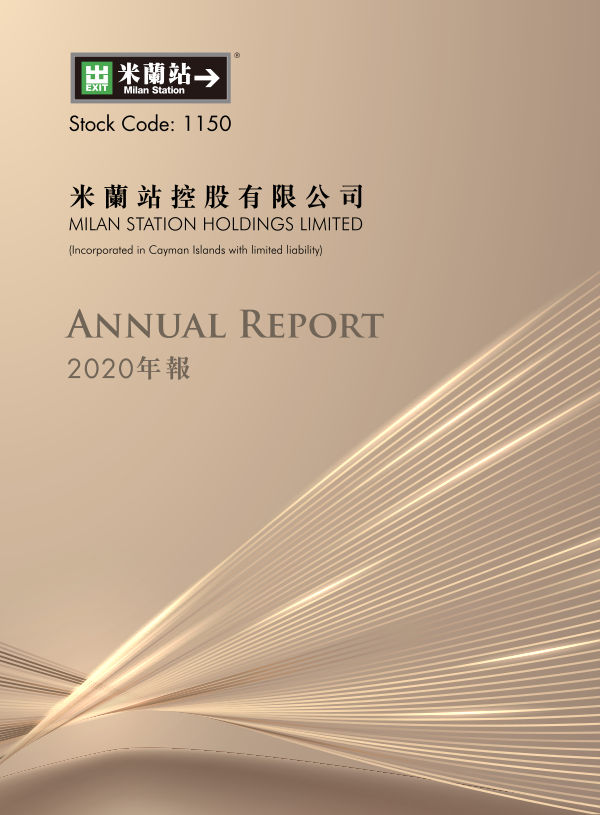 出
EXIT
米蘭站→
Milan Station
®
Stock Code: 1150
米蘭站控股有限公司
MILAN STATION HOLDINGS LIMITED
(Incorporated in Cayman Islands with limited liability)
ANNUAL REPORT
2020年報